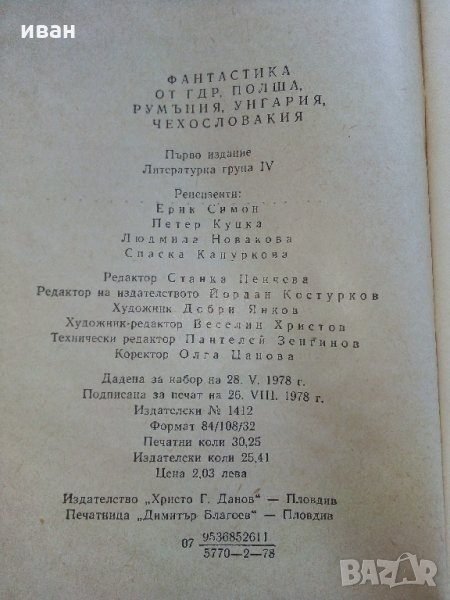 иван
ФАНТАСТИКА
ОТ ГДР, ПОЛША,
РУМЪНИЯ, УНГАРИЯ,
ЧЕХОСЛОВАКИЯ
Първо издание
Литературна група IV
Рецензенти:
Ерик Симон
Петер Куцка
Людмила Новакова
Спаска Кануркова
Редактор Станка Пенчева
Редактор на издателството Йордан Костурков
Художник Добри Янков
Художник-редактор Веселин Христов
Технически редактор Пантелей Зенгинов
Коректор Олга Цанова
Дадена за набор на 28. V. 1978 г.
Подписана за печат на 26. VIII. 1978 г.
Издателски № 1412
Формат 84/108/32
Печатни коли 30,25
Издателски коли 25,41
Цена 2,03 лева
Издателство „Христо Г. Данов“ — Пловдив
Печатница „Димитър Благоев“ — Пловдив
07 9536852611
5770—2—78
BAZAR